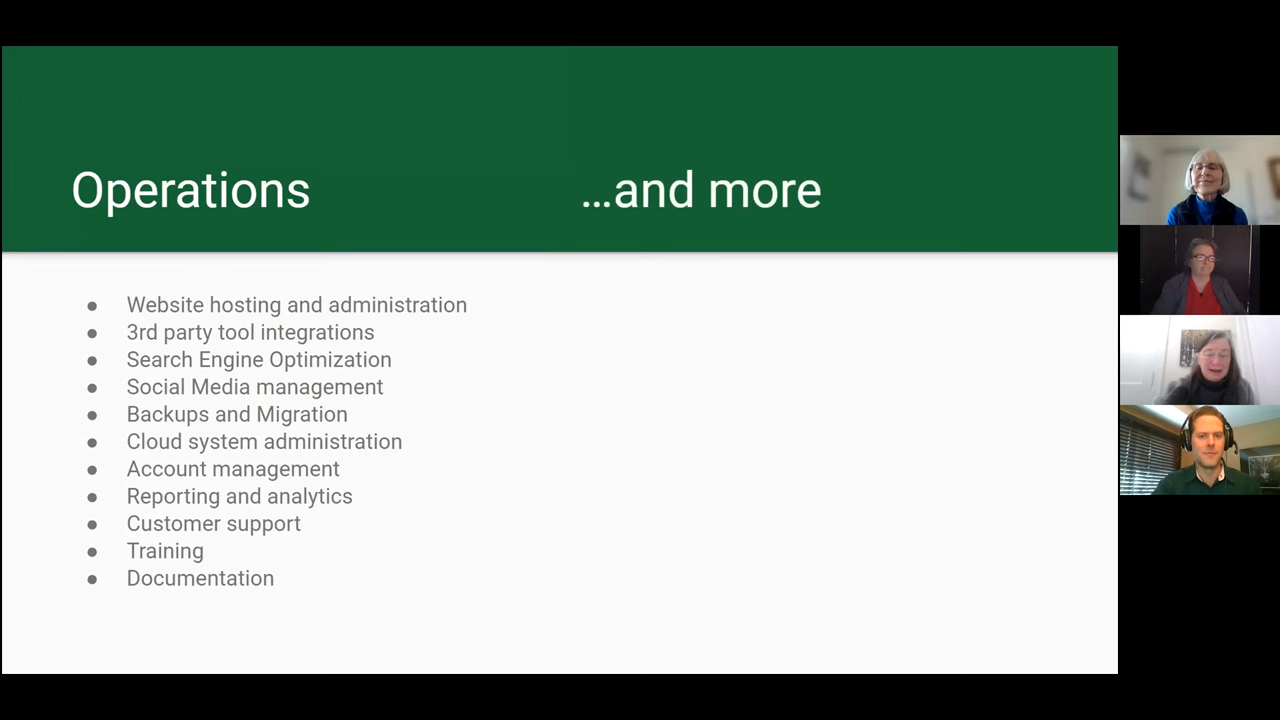 Operations
…and more
Website hosting and administration
3rd party tool integrations
Search Engine Optimization
Social Media management
Backups and Migration
Cloud system administration
Account management
Reporting and analytics
Customer support
Training
Documentation